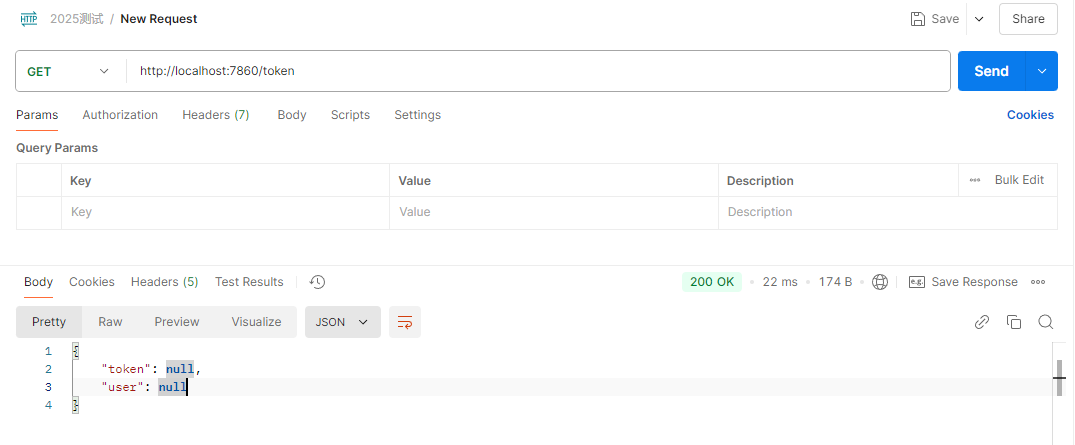 HTTP 2025测试 / New Request Save Share
GET http://localhost:7860/token Send
Params Authorization Headers (7) Body Scripts Settings Cookies
Query Params
Key Value Description Bulk Edit
Key Value Description
Body Cookies Headers (5) Test Results 200 OK 22 ms 174 B e.g. Save Response
Pretty Raw Preview Visualize JSON
1 {
2 "token": null,
3 "user": null
4 }